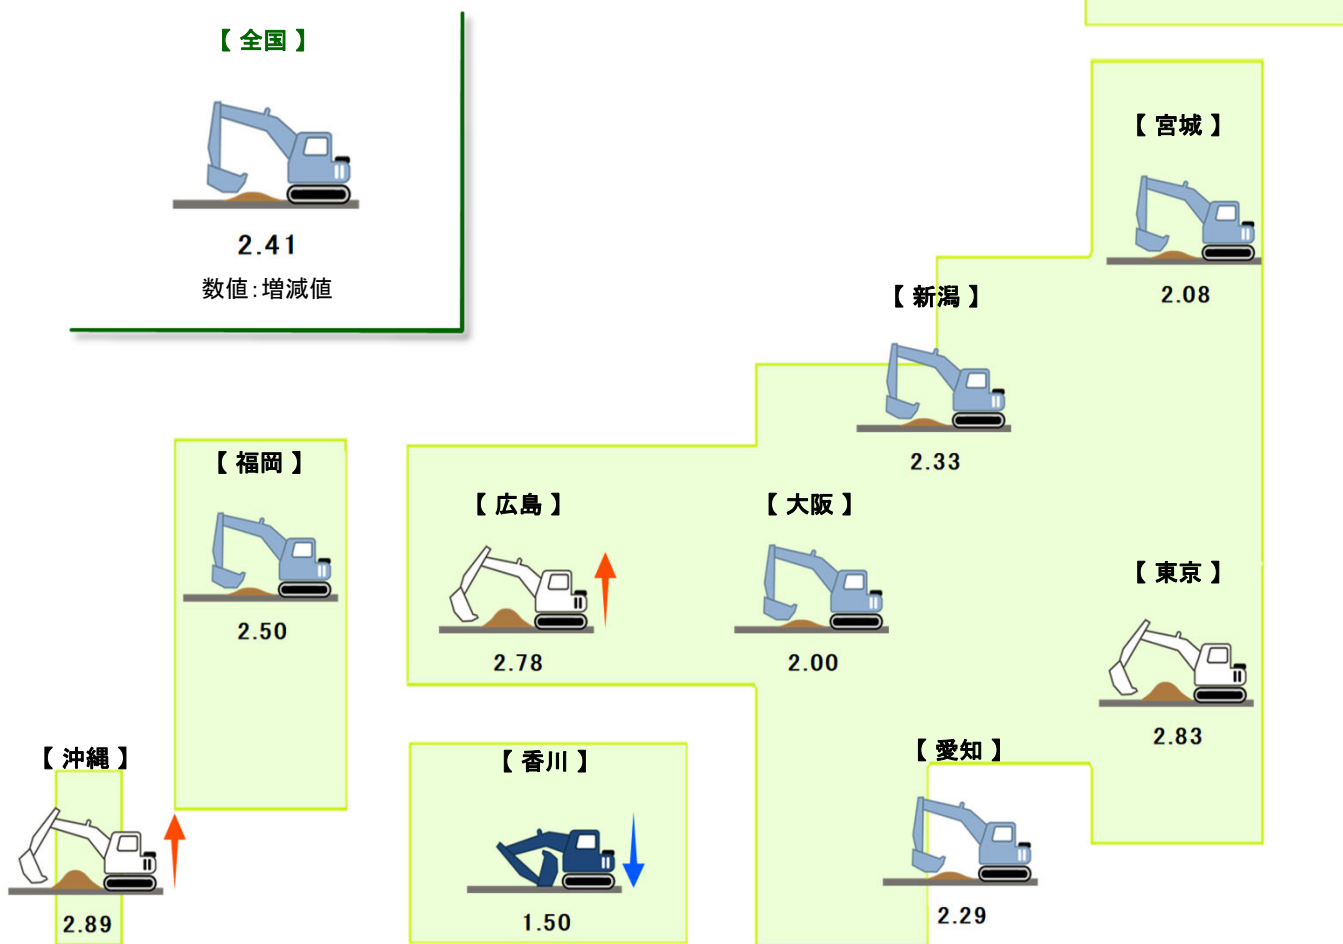 【 全国 】
2.41
数値:増減値
【 宮城 】
2.08
【 新潟 】
2.33
【 福岡 】
2.50
【 広島 】
2.78
【 大阪 】
2.00
【 東京 】
2.83
【 沖縄 】
2.89
【 香川 】
1.50
【 愛知 】
2.29